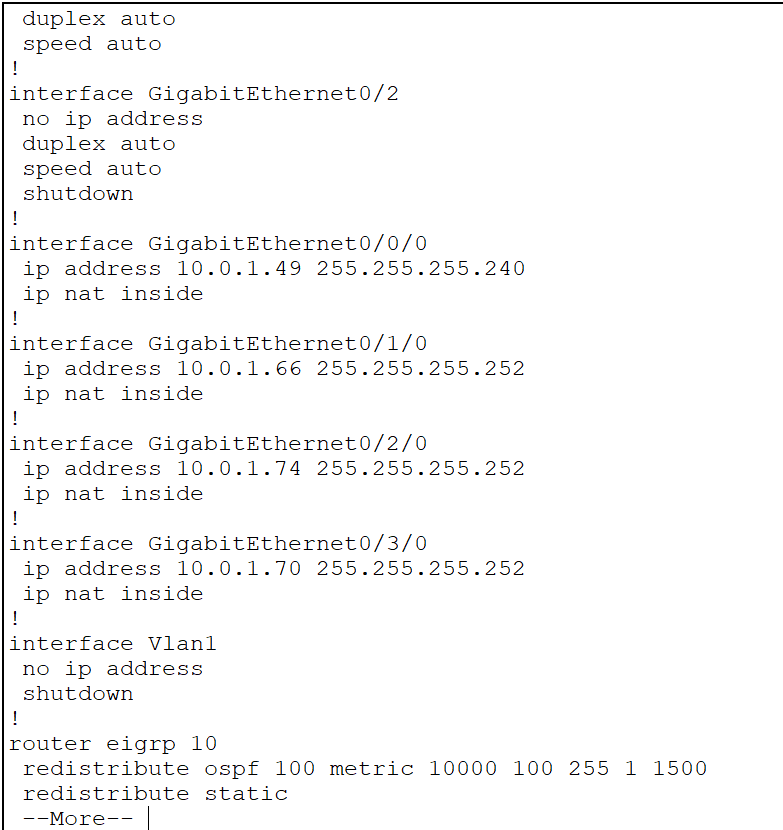 duplex auto
speed auto
!
interface GigabitEthernet0/2
no ip address
duplex auto
speed auto
shutdown
!
interface GigabitEthernet0/0/0
ip address 10.0.1.49 255.255.255.240
ip nat inside
!
interface GigabitEthernet0/1/0
ip address 10.0.1.66 255.255.255.252
ip nat inside
!
interface GigabitEthernet0/2/0
ip address 10.0.1.74 255.255.255.252
ip nat inside
!
interface GigabitEthernet0/3/0
ip address 10.0.1.70 255.255.255.252
ip nat inside
!
interface Vlan1
no ip address
shutdown
!
router eigrp 10
redistribute ospf 100 metric 10000 100 255 1 1500
redistribute static
--More--